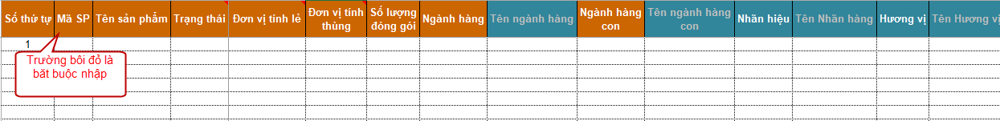 Số thứ tự Mã SP Tên sản phẩm Trạng thái Đơn vị tính lẻ Đơn vị tính thùng Số lượng đóng gói Ngành hàng Tên ngành hàng Ngành hàng con Tên ngành hàng con Nhãn hiệu Tên Nhãn hàng Hương vị Tên Hương vị
1
Trường bôi đỏ là
băt buộc nhập